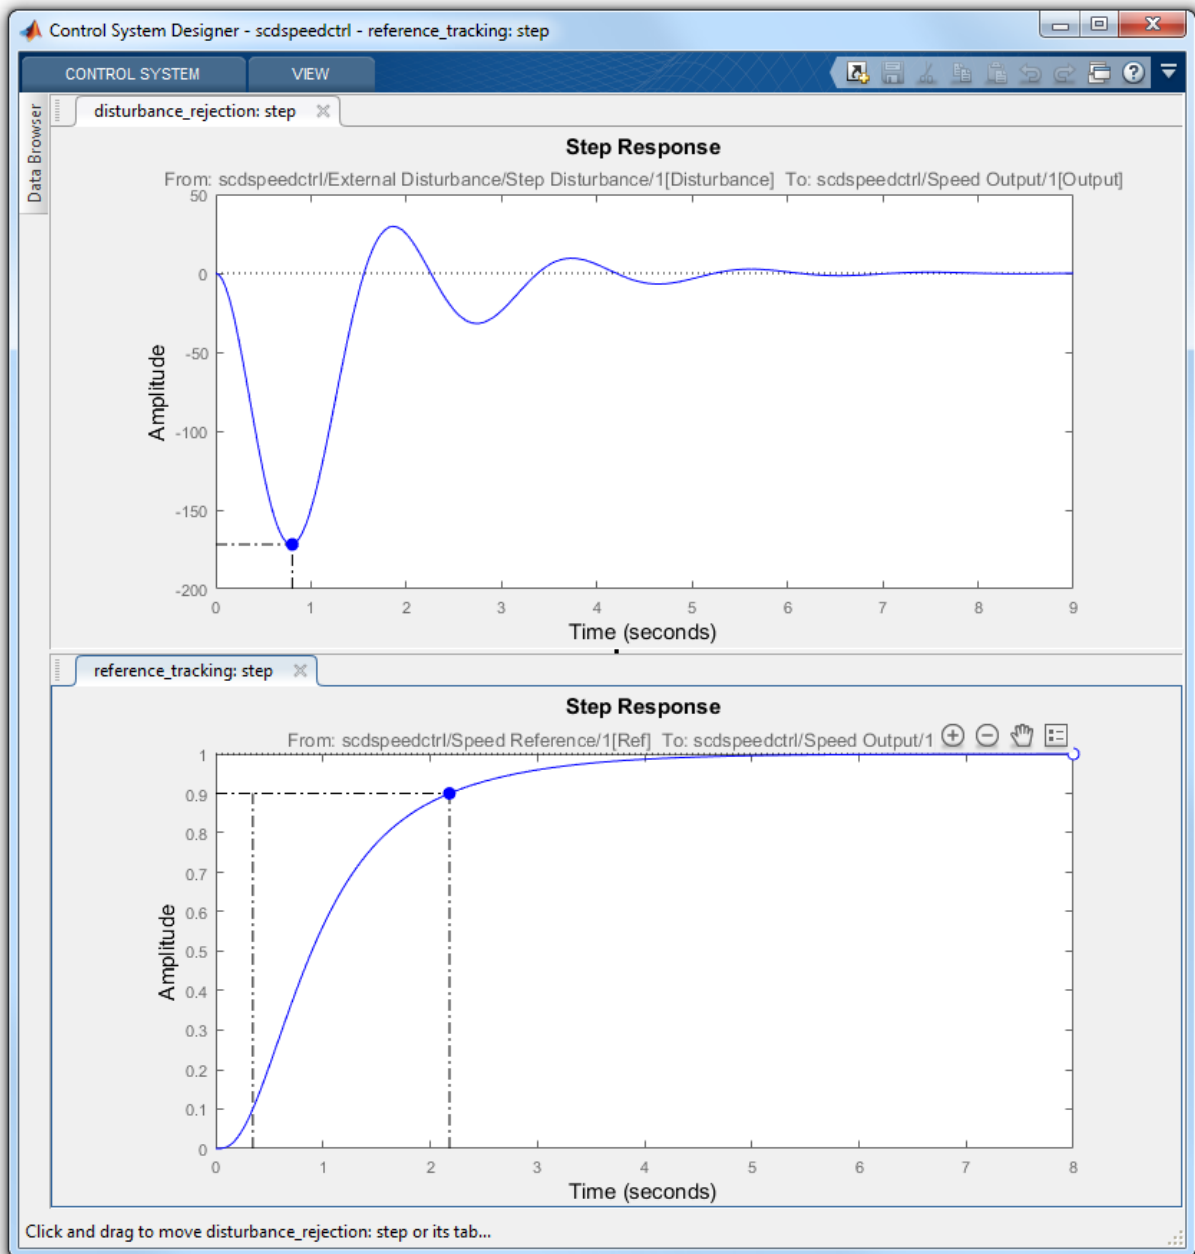 Control System Designer - scdspeedctrl - reference_tracking: step
CONTROL SYSTEM VIEW
Data Browser
disturbance_rejection: step
Step Response
From: scdspeedctrl/External Disturbance/Step Disturbance/1[Disturbance] To: scdspeedctrl/Speed Output/1[Output]
50
0
-50
-100
-150
-200
Amplitude
0 1 2 3 4 5 6 7 8 9
Time (seconds)
reference_tracking: step
Step Response
From: scdspeedctrl/Speed Reference/1[Ref] To: scdspeedctrl/Speed Output/1
1
0.9
0.8
0.7
0.6
0.5
0.4
0.3
0.2
0.1
0
Amplitude
0 1 2 3 4 5 6 7 8
Time (seconds)
Click and drag to move disturbance_rejection: step or its tab...